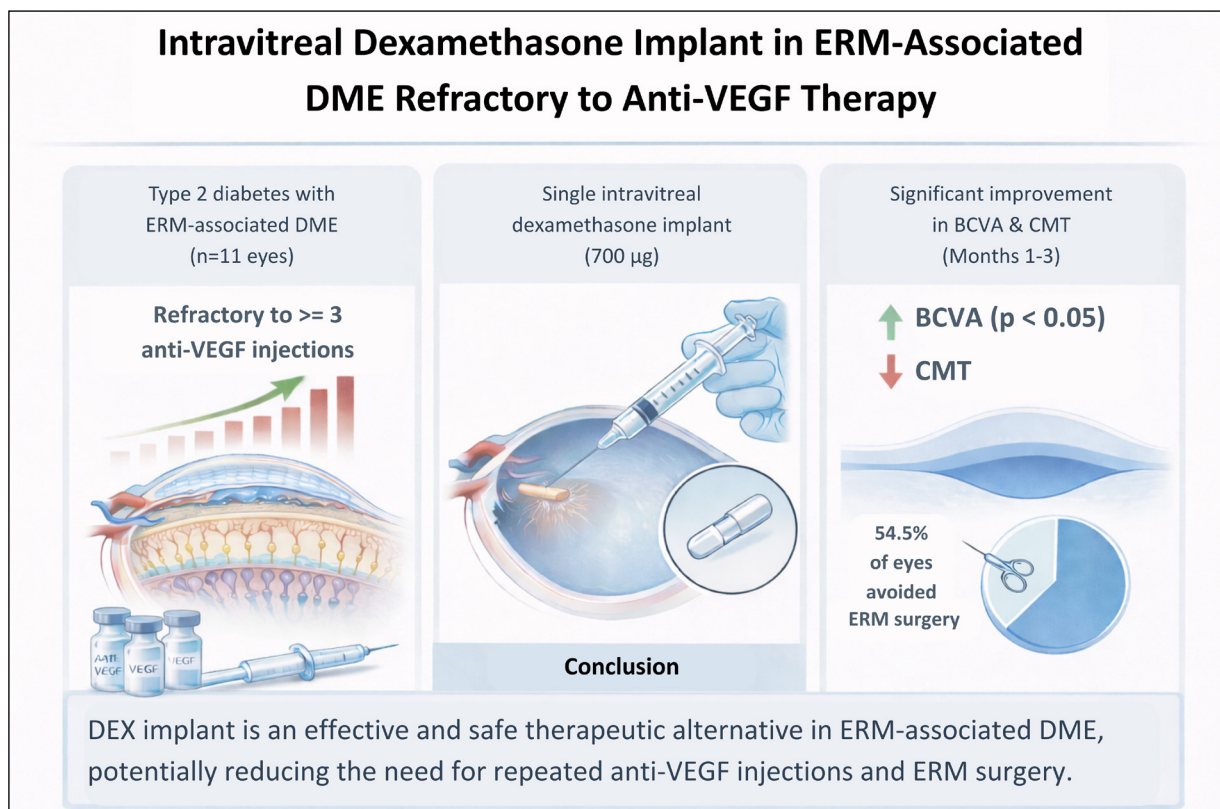 Intravitreal Dexamethasone Implant in ERM-Associated
DME Refractory to Anti-VEGF Therapy
Type 2 diabetes with
ERM-associated DME
(n=11 eyes)
Refractory to >= 3
anti-VEGF injections
VEGF
VEGF
VEGF
Single intravitreal
dexamethasone implant
(700 µg)
Significant improvement
in BCVA & CMT
(Months 1-3)
BCVA (p < 0.05)
CMT
54.5%
of eyes
avoided
ERM surgery
Conclusion
DEX implant is an effective and safe therapeutic alternative in ERM-associated DME,
potentially reducing the need for repeated anti-VEGF injections and ERM surgery.